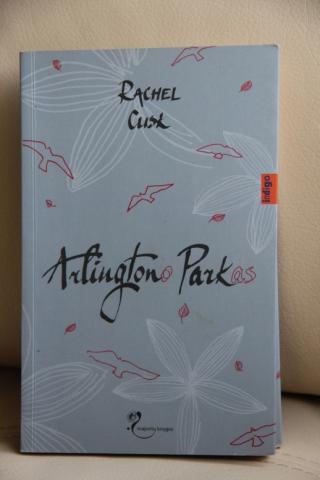 RACHEL
CUSK
indigo
Arlingtono Parkas